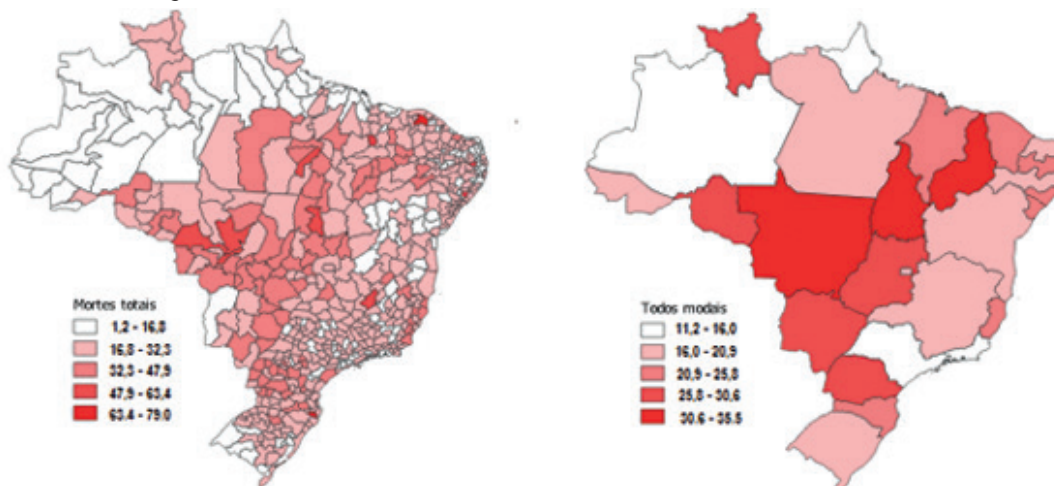 Mortes totais
1,2 - 16,8
16,8 - 32,3
32,3 - 47,9
47,9 - 63,4
63,4 - 79,0
Todos modais
11,2 - 16,0
16,0 - 20,9
20,9 - 25,8
25,8 - 30,6
30,6 - 35,5